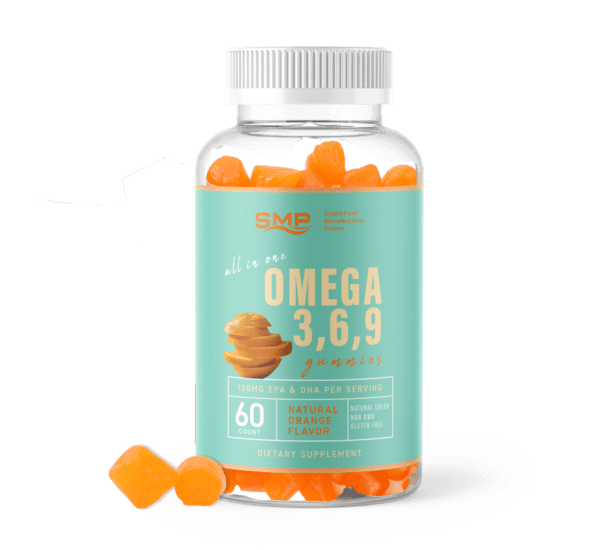 SMP
Supplement
Manufacturing
Partner
all in one
OMEGA
3,6,9
gummies
100MG EPA & DHA PER SERVING
60
COUNT
NATURAL
ORANGE
FLAVOR
NATURAL COLOR
NON GMO
GLUTEN FREE
DIETARY SUPPLEMENT